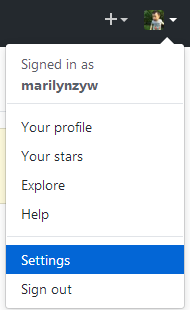 Signed in as
marilynzyw
Your profile
Your stars
Explore
Help
Settings
Sign out